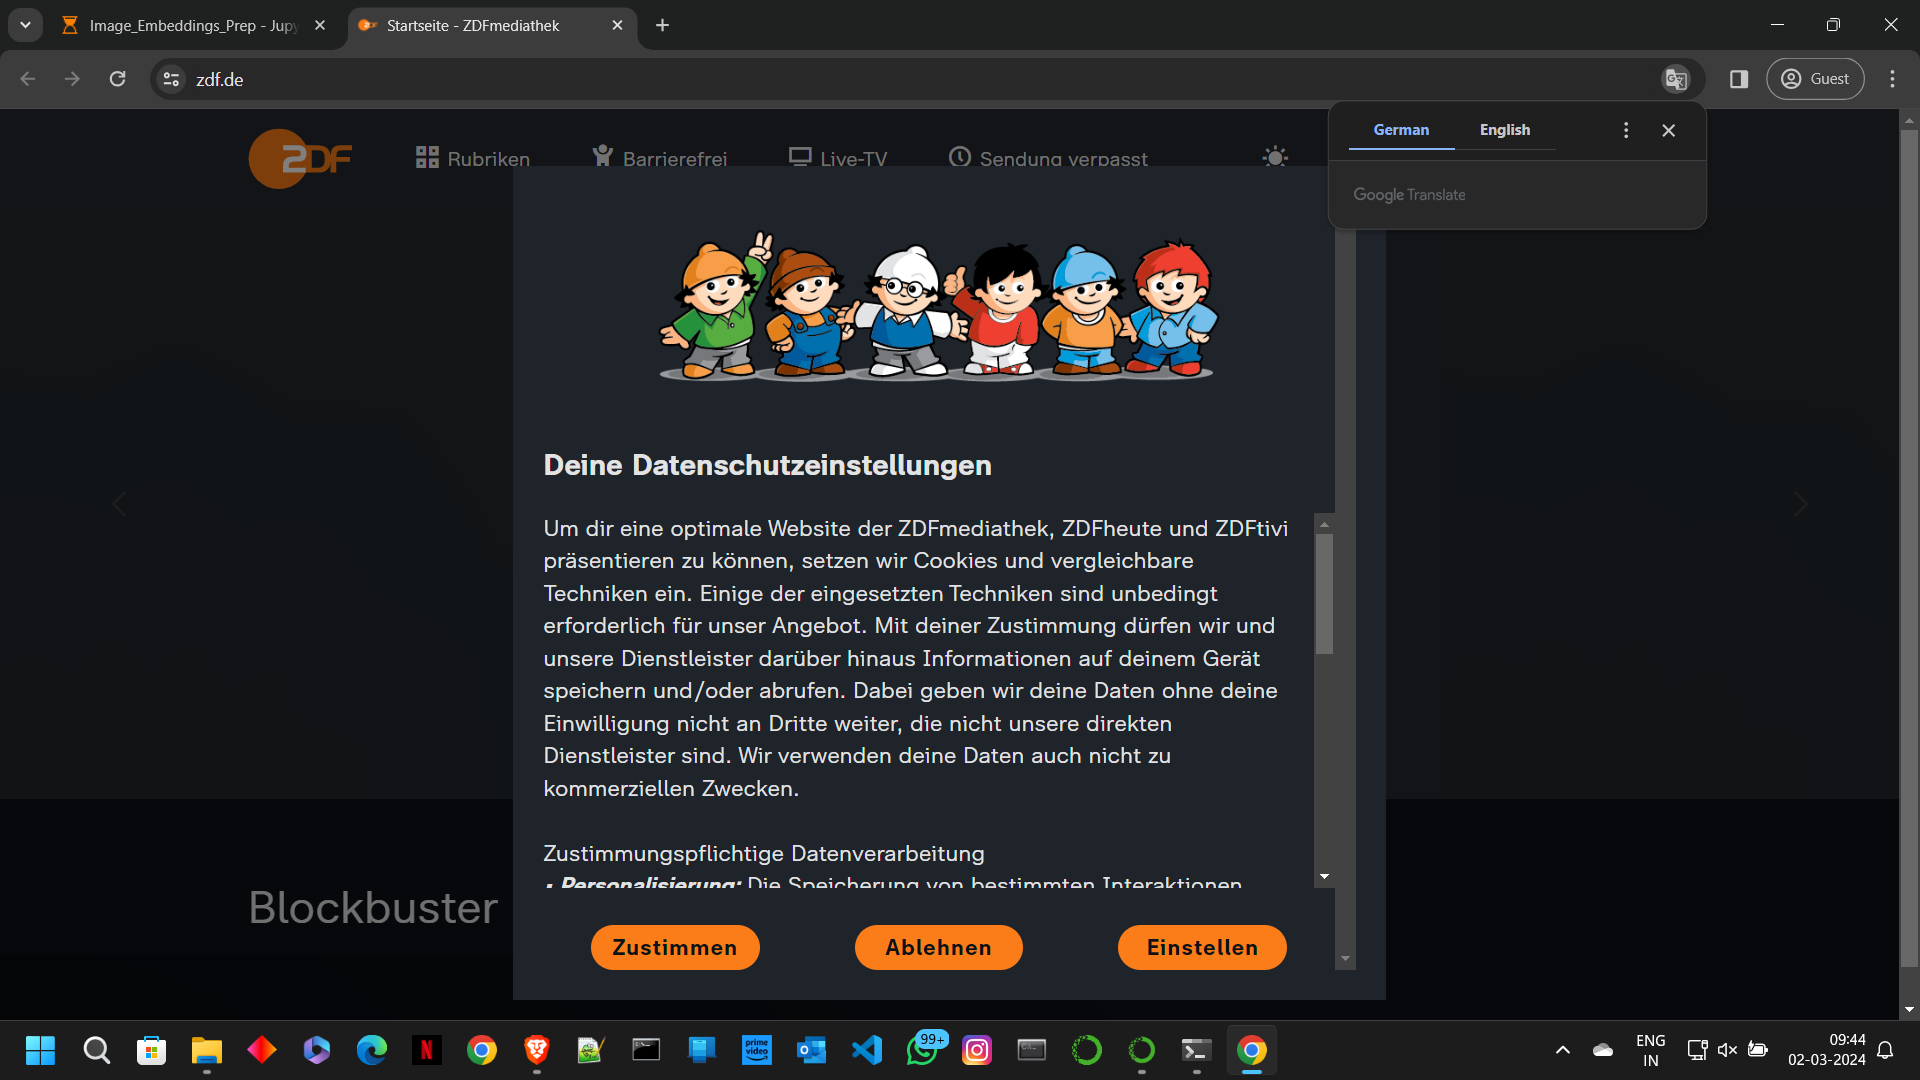 Image_Embeddings_Prep - Jupy
Startseite - ZDFmediathek
zdf.de
Guest
German
English
Google Translate
ZDF
Rubriken
Barrierefrei
Live-TV
Sendung verpasst
Deine Datenschutzeinstellungen
Um dir eine optimale Website der ZDFmediathek, ZDFheute und ZDFtivi
präsentieren zu können, setzen wir Cookies und vergleichbare
Techniken ein. Einige der eingesetzten Techniken sind unbedingt
erforderlich für unser Angebot. Mit deiner Zustimmung dürfen wir und
unsere Dienstleister darüber hinaus Informationen auf deinem Gerät
speichern und/oder abrufen. Dabei geben wir deine Daten ohne deine
Einwilligung nicht an Dritte weiter, die nicht unsere direkten
Dienstleister sind. Wir verwenden deine Daten auch nicht zu
kommerziellen Zwecken.
Zustimmungspflichtige Datenverarbeitung
• Personalisierung: Die Speicherung von bestimmten Interaktionen
Blockbuster
Zustimmen
Ablehnen
Einstellen
prime video
99+
ENG
IN
09:44
02-03-2024